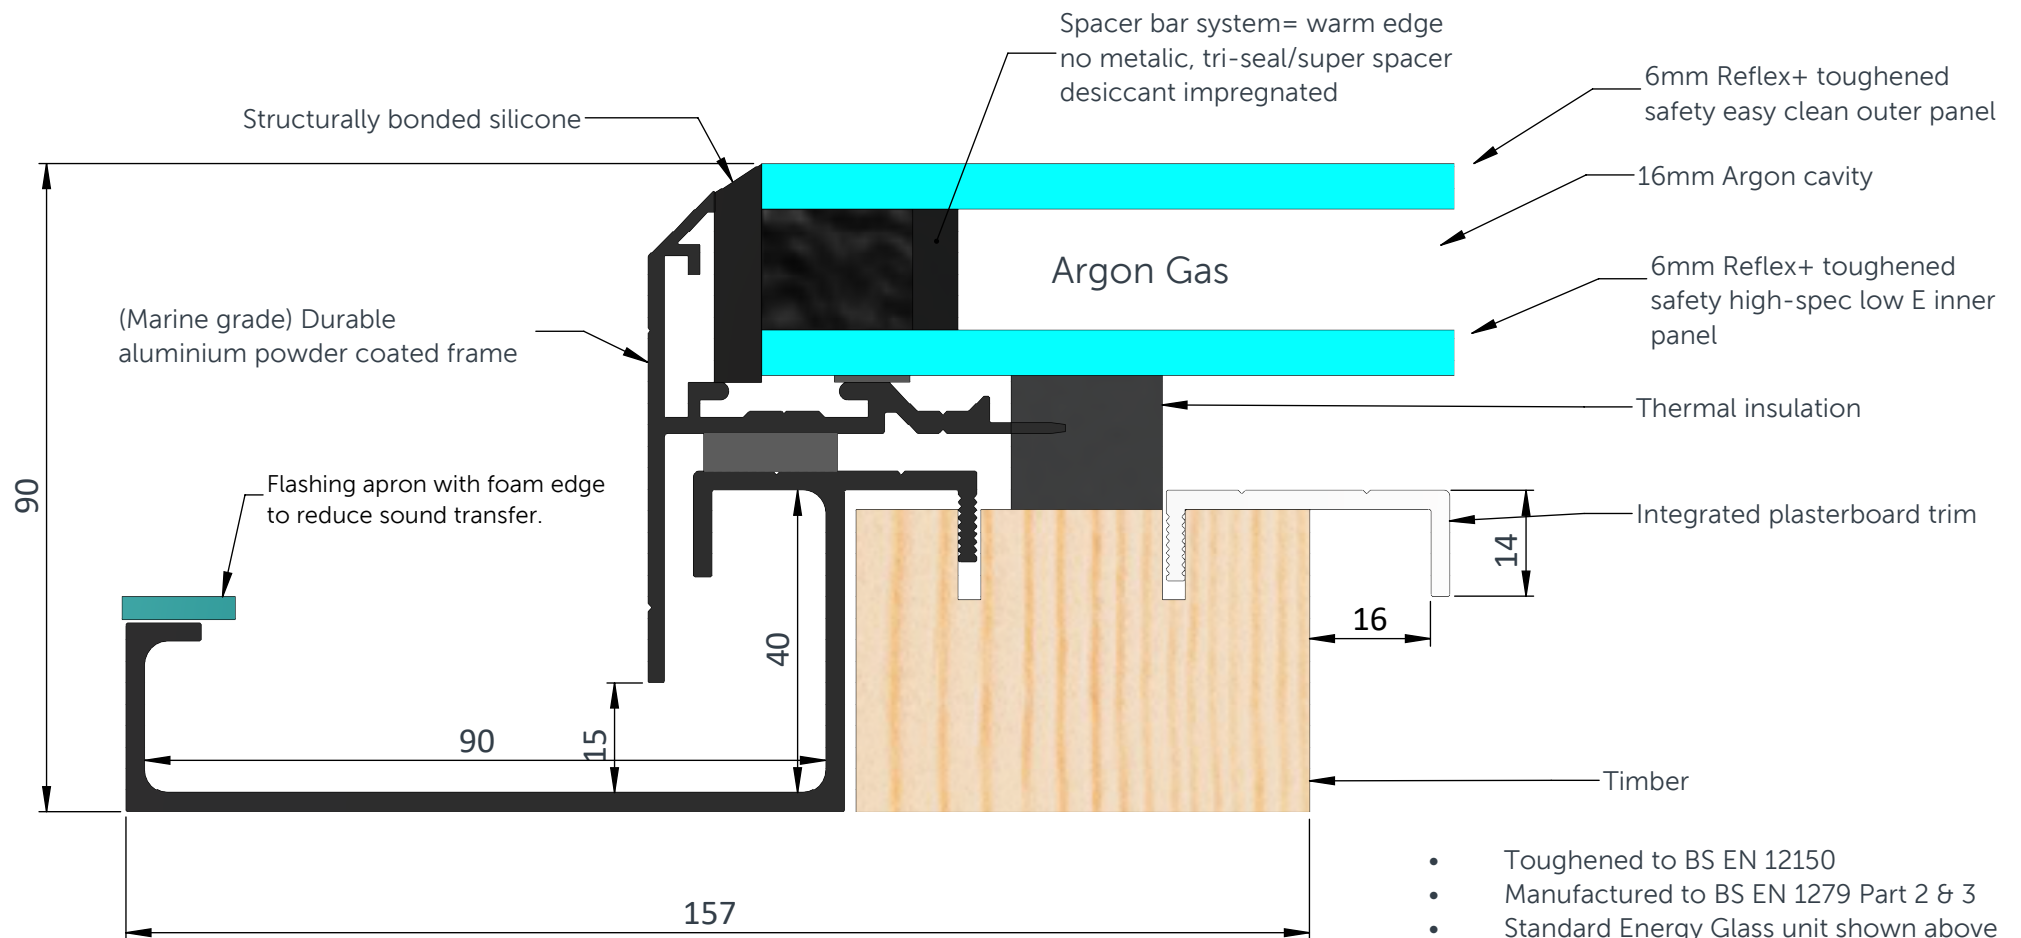 Spacer bar system= warm edge
no metalic, tri-seal/super spacer
desiccant impregnated
6mm Reflex+ toughened
safety easy clean outer panel
Structurally bonded silicone
16mm Argon cavity
Argon Gas
6mm Reflex+ toughened
safety high-spec low E inner
panel
(Marine grade) Durable
aluminium powder coated frame
Thermal insulation
90
Flashing apron with foam edge
to reduce sound transfer.
Integrated plasterboard trim
14
16
40
90
15
Timber
157
• Toughened to BS EN 12150
• Manufactured to BS EN 1279 Part 2 & 3
• Standard Energy Glass unit shown above